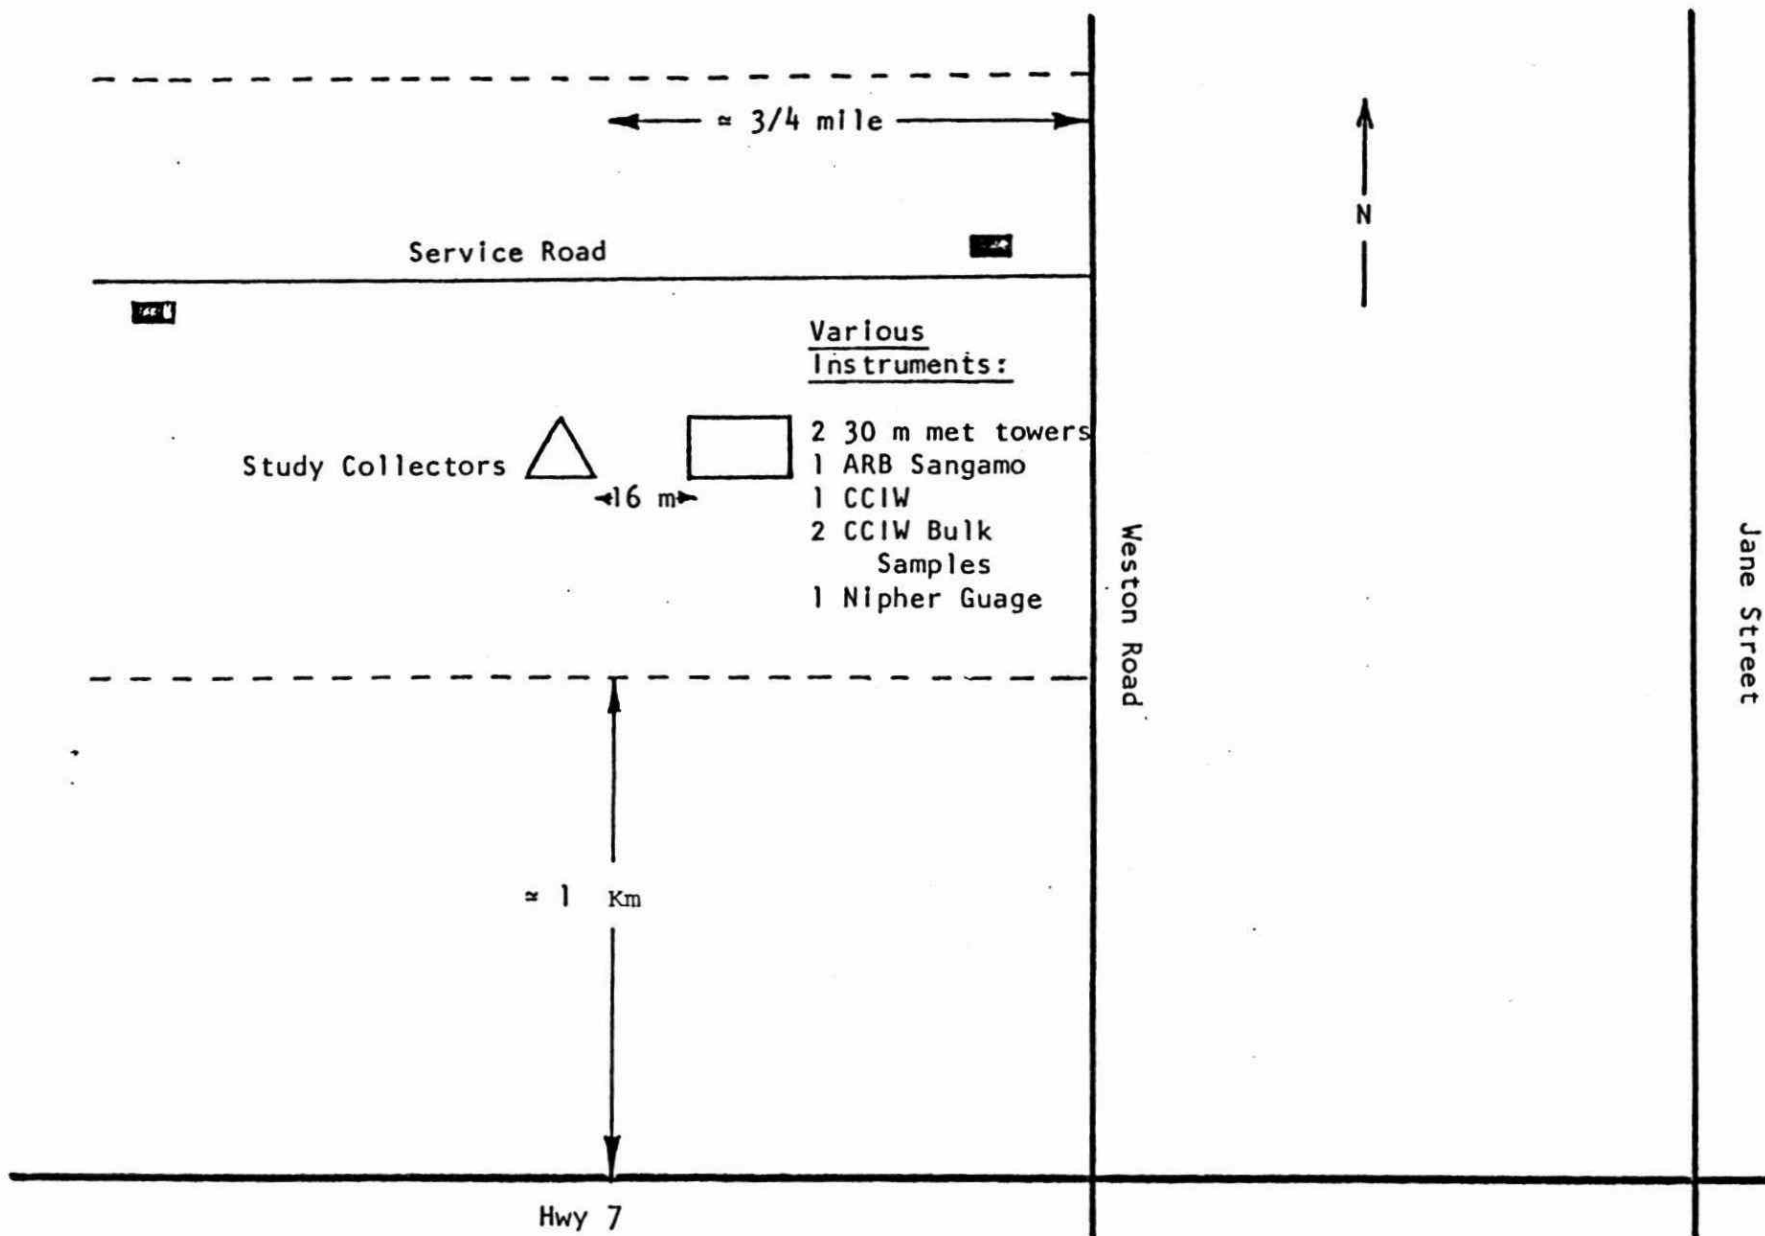 ≃ 3/4 mile
N
Service Road
Various
Instruments:
2 30 m met towers
1 ARB Sangamo
1 CCIW
2 CCIW Bulk
Samples
1 Nipher Guage
Study Collectors
16 m
Weston Road
Jane Street
≃ 1 Km
Hwy 7